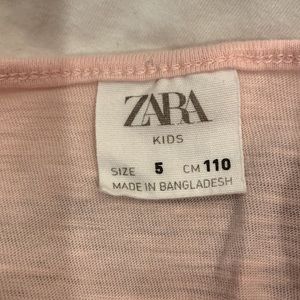 ZARA
KIDS
SIZE 5 CM 110
MADE IN BANGLADESH